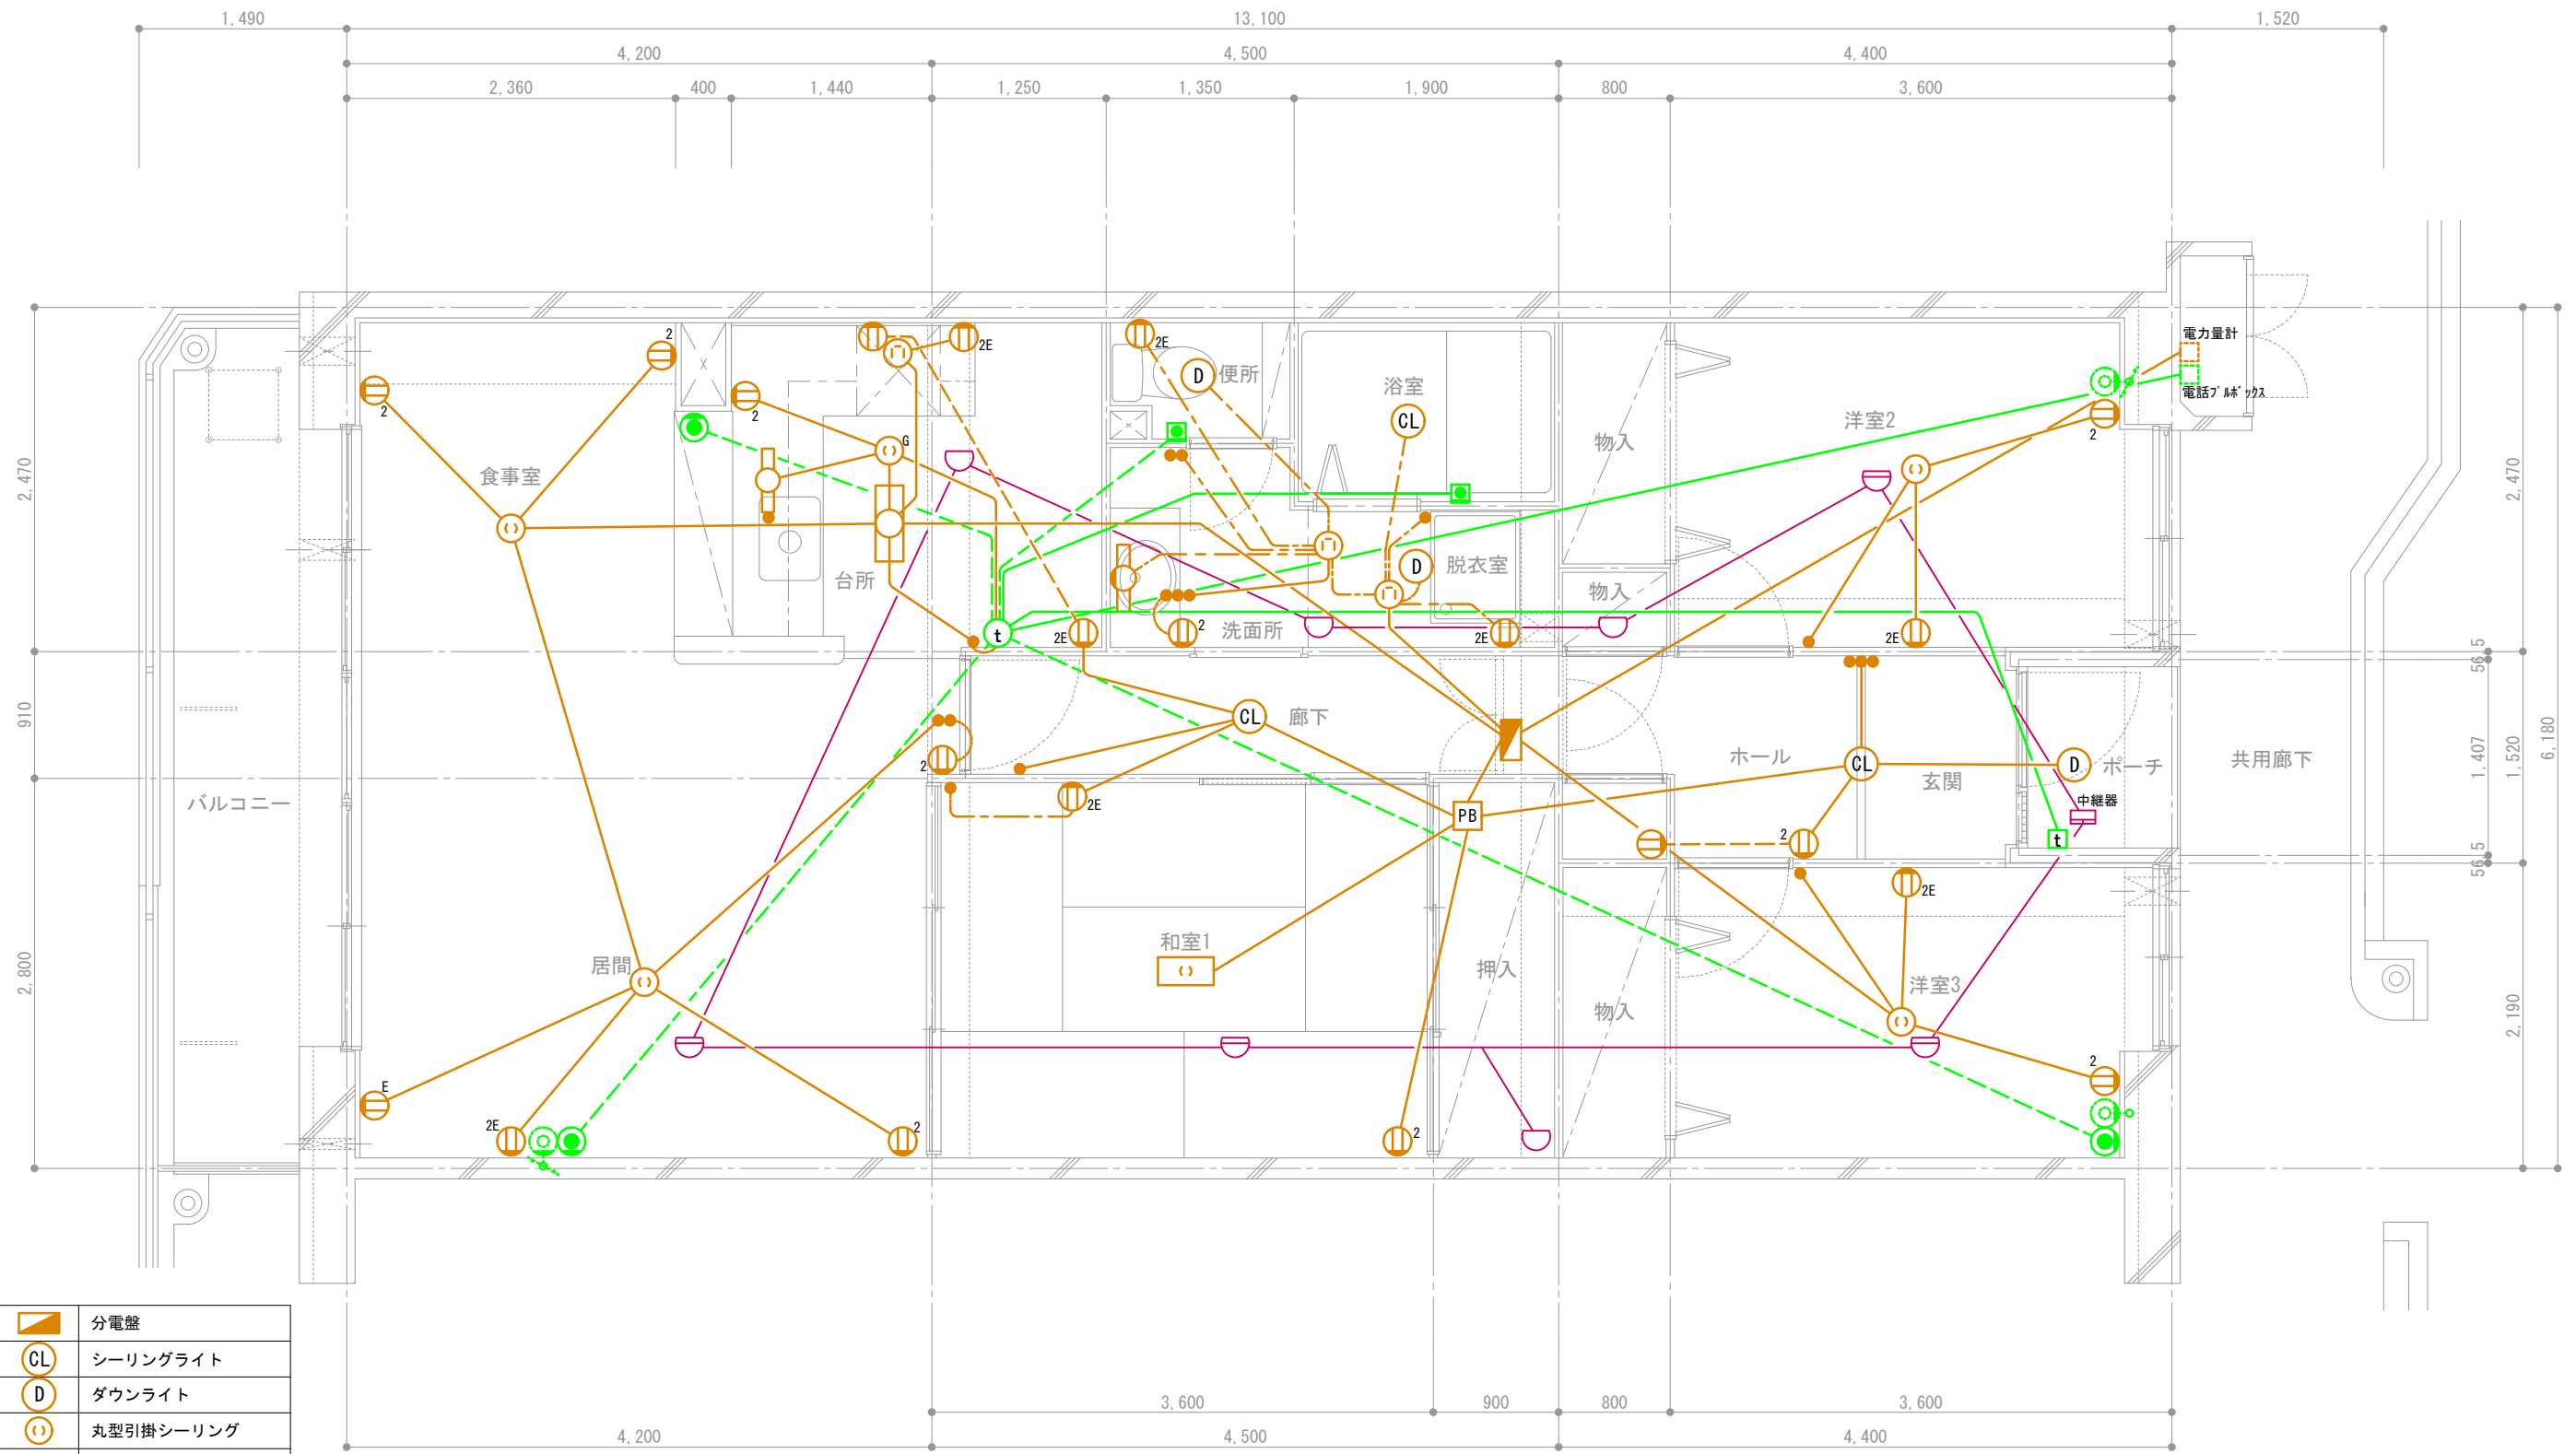 1,490
13,100
1,520
4,200
4,500
4,400
2,360
400
1,440
1,250
1,350
1,900
800
3,600
電力量計
電話プルボックス
2
2
2
2E
2E
D
便所
浴室
CL
物入
洋室2
2
2,470
2,470
食事室
G
台所
D
脱衣室
物入
t
2E
2
洗面所
2E
2E
56.5
910
CL
廊下
ホール
CL
玄関
D
ポーチ
共用廊下
1,407
1,520
6,180
2
2E
バルコニー
PB
中継器
2
t
56.5
2E
和室1
押入
居間
洋室3
物入
2,800
2,190
E
2E
2
2
2
分電盤
CL
シーリングライト
D
ダウンライト
丸型引掛シーリング
3,600
900
800
3,600
4,200
4,500
4,400